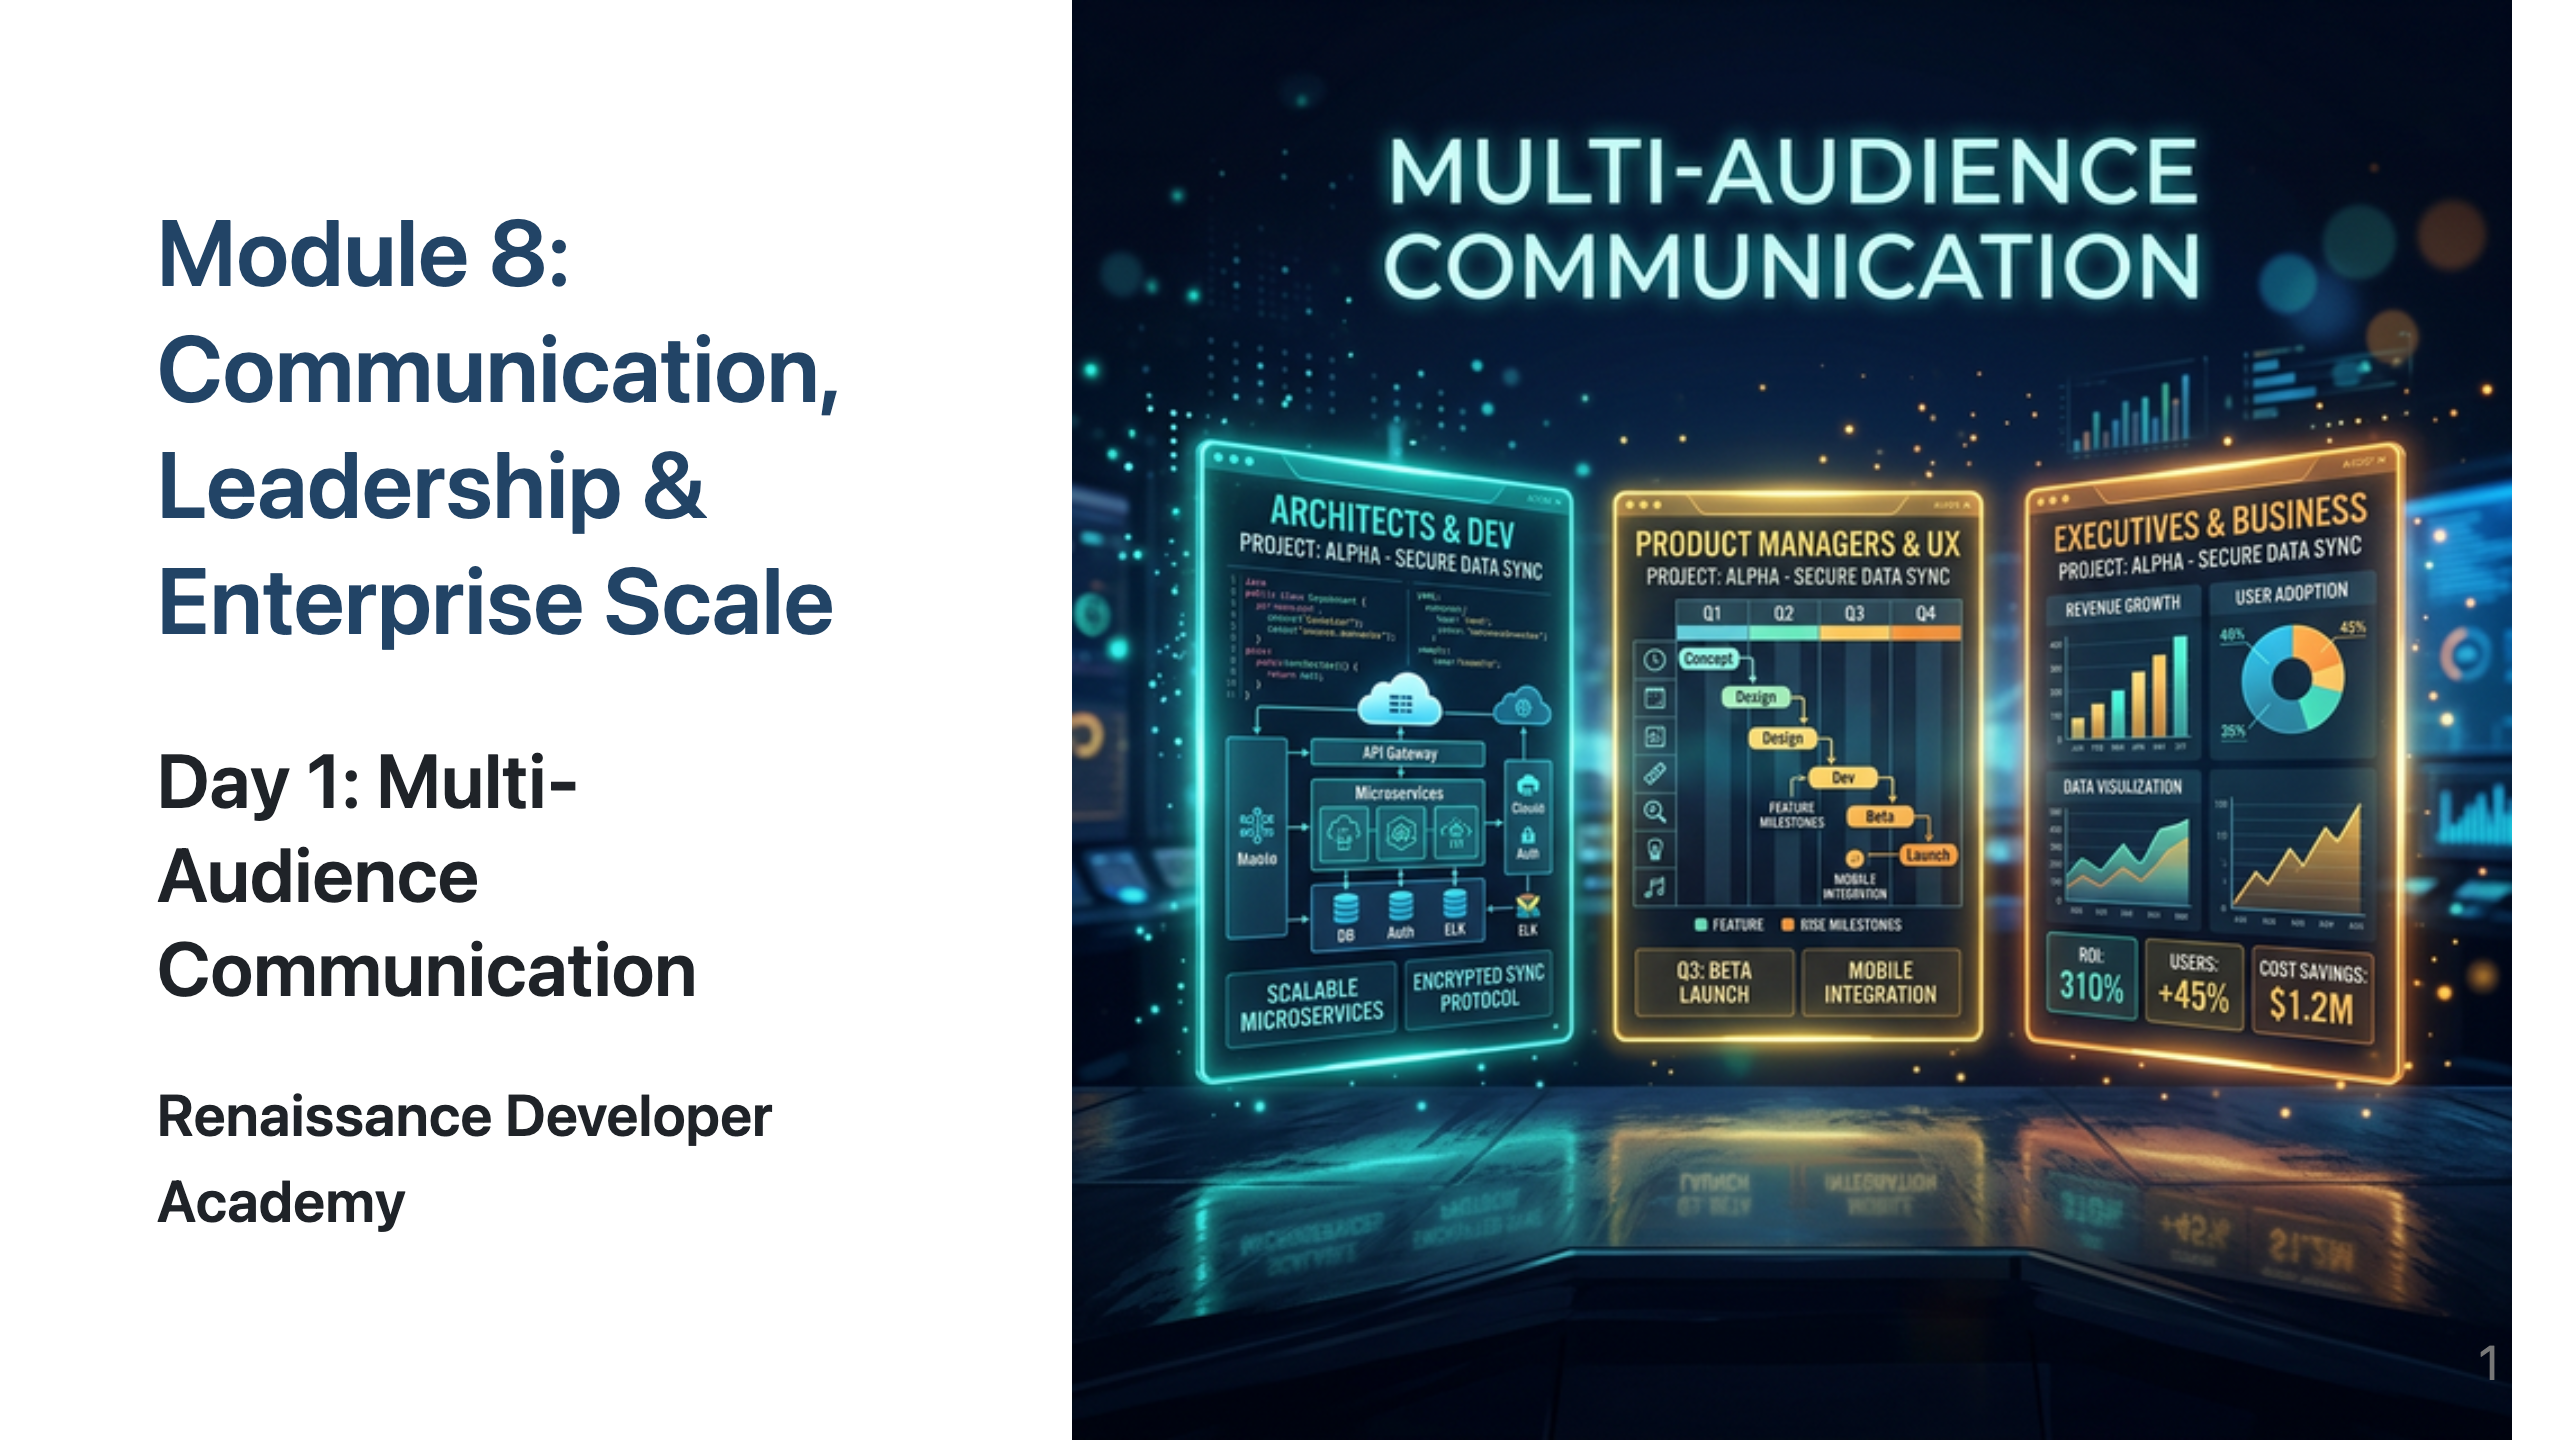 Module 8:
Communication,
Leadership &
Enterprise Scale
Day 1: Multi-
Audience
Communication
Renaissance Developer
Academy
MULTI-AUDIENCE
COMMUNICATION
ARCHITECTS & DEV
PROJECT: ALPHA - SECURE DATA SYNC
API Gateway
Microservices
Maolo
Cloud
Auth
DB
Auth
ELK
ELK
SCALABLE
MICROSERVICES
ENCRYPTED SYNC
PROTOCOL
PRODUCT MANAGERS & UX
PROJECT: ALPHA - SECURE DATA SYNC
Q1 Q2 Q3 Q4
Concept
Dexign
Design
Dev
FEATURE
MILESTONES
Beta
Launch
MOBILE
INTEGRATION
FEATURE
RISE MILESTONES
Q3: BETA
LAUNCH
MOBILE
INTEGRATION
EXECUTIVES & BUSINESS
PROJECT: ALPHA - SECURE DATA SYNC
REVENUE GROWTH
USER ADOPTION
45%
35%
DATA VISULIZATION
ROI:
310%
USERS:
+45%
COST SAVINGS:
$1.2M
1